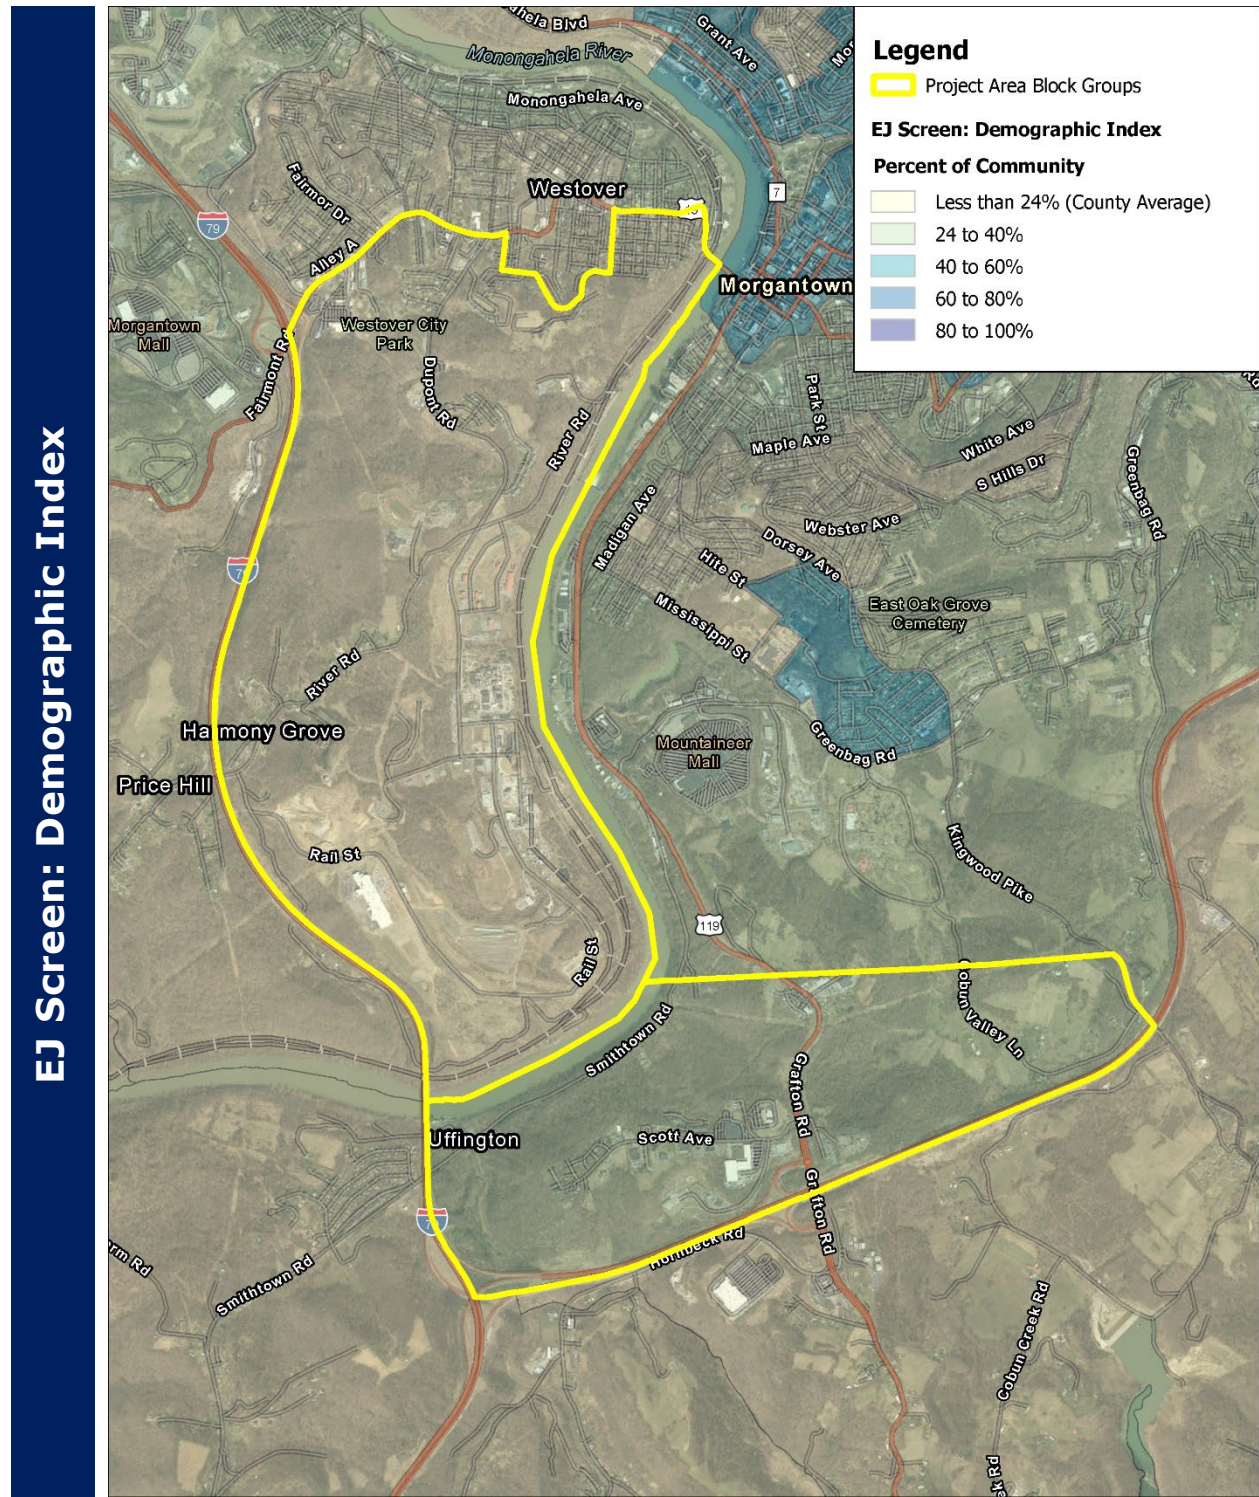 EJ Screen: Demographic Index
Legend
Project Area Block Groups
EJ Screen: Demographic Index
Percent of Community
Less than 24% (County Average)
24 to 40%
40 to 60%
60 to 80%
80 to 100%
Blvd
Grant Ave
Monongahela River
Monongahela Ave
Westover
7
Fairmor Dr
79
Alley A
Morgantown
Morgantown
Mall
Westover City
Park
Fairmont Rd
Dupont Rd
River Rd
Park St
Maple Ave
White Ave
S Hills Dr
Greenbag Rd
Madigan Ave
Webster Ave
Dorsey Ave
Hite St
Mississippi St
East Oak Grove
Cemetery
River Rd
Harmony Grove
Price Hill
Mountaineer
Mall
Greenbag Rd
Rail St
Kingwood Pike
119
Rail St
Cobun Valley Ln
Smithtown Rd
Grafton Rd
Uffington
Scott Ave
Grafton Rd
Hornbeck Rd
Smithtown Rd
Cobun Creek Rd
Rd